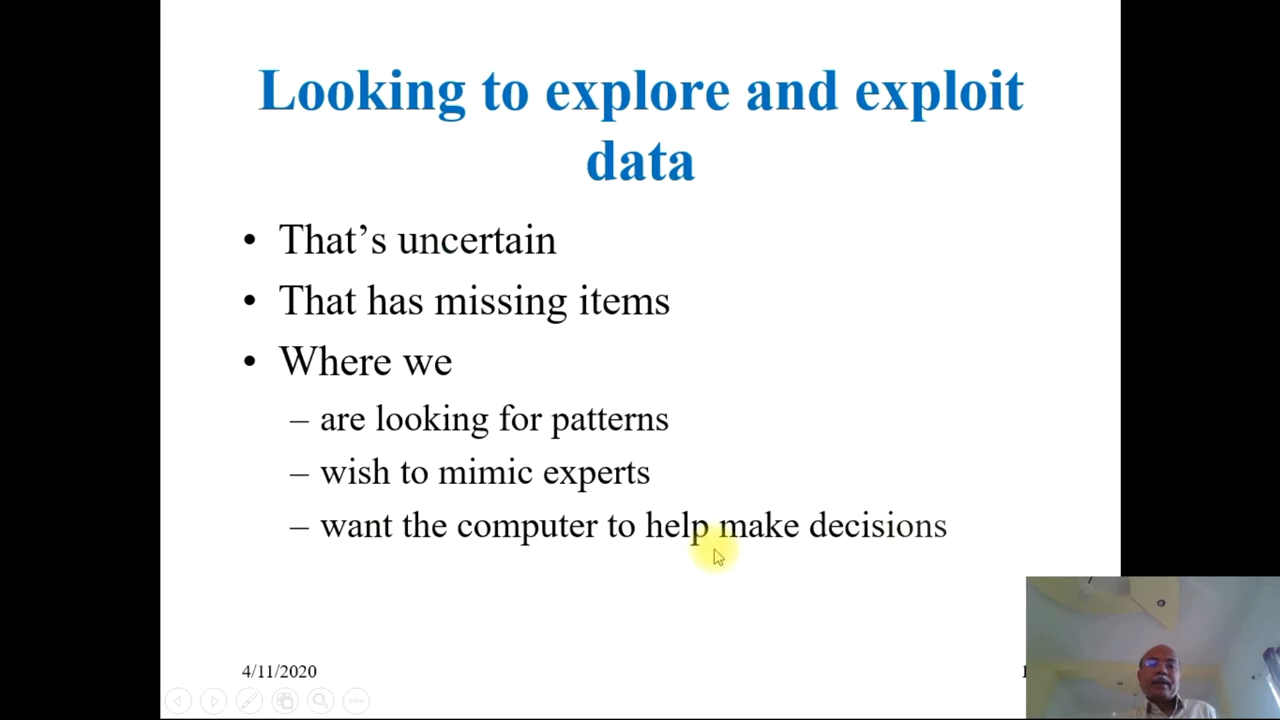 Looking to explore and exploit
data
• That's uncertain
• That has missing items
• Where we
– are looking for patterns
– wish to mimic experts
– want the computer to help make decisions
4/11/2020